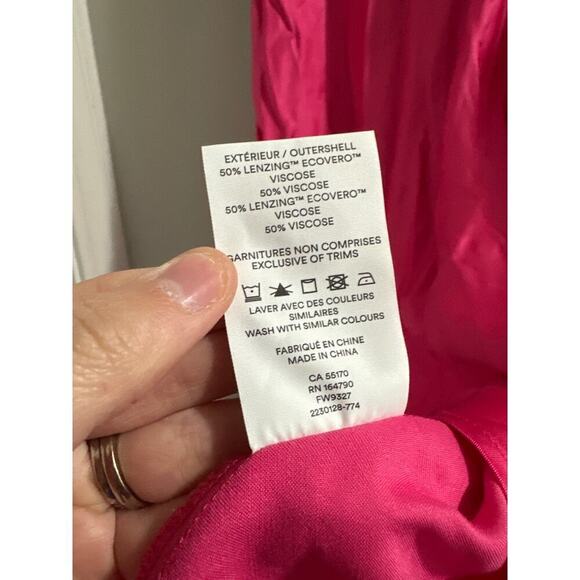 EXTÉRIEUR / OUTERSHELL
50% LENZING™ ECOVERO™
VISCOSE
50% VISCOSE
50% LENZING™ ECOVERO™
VISCOSE
50% VISCOSE
GARNITURES NON COMPRISES
EXCLUSIVE OF TRIMS
LAVER AVEC DES COULEURS
SIMILAIRES
WASH WITH SIMILAR COLOURS
FABRIQUÉ EN CHINE
MADE IN CHINA
CA 55170
RN 164790
FW9327
2230128-774